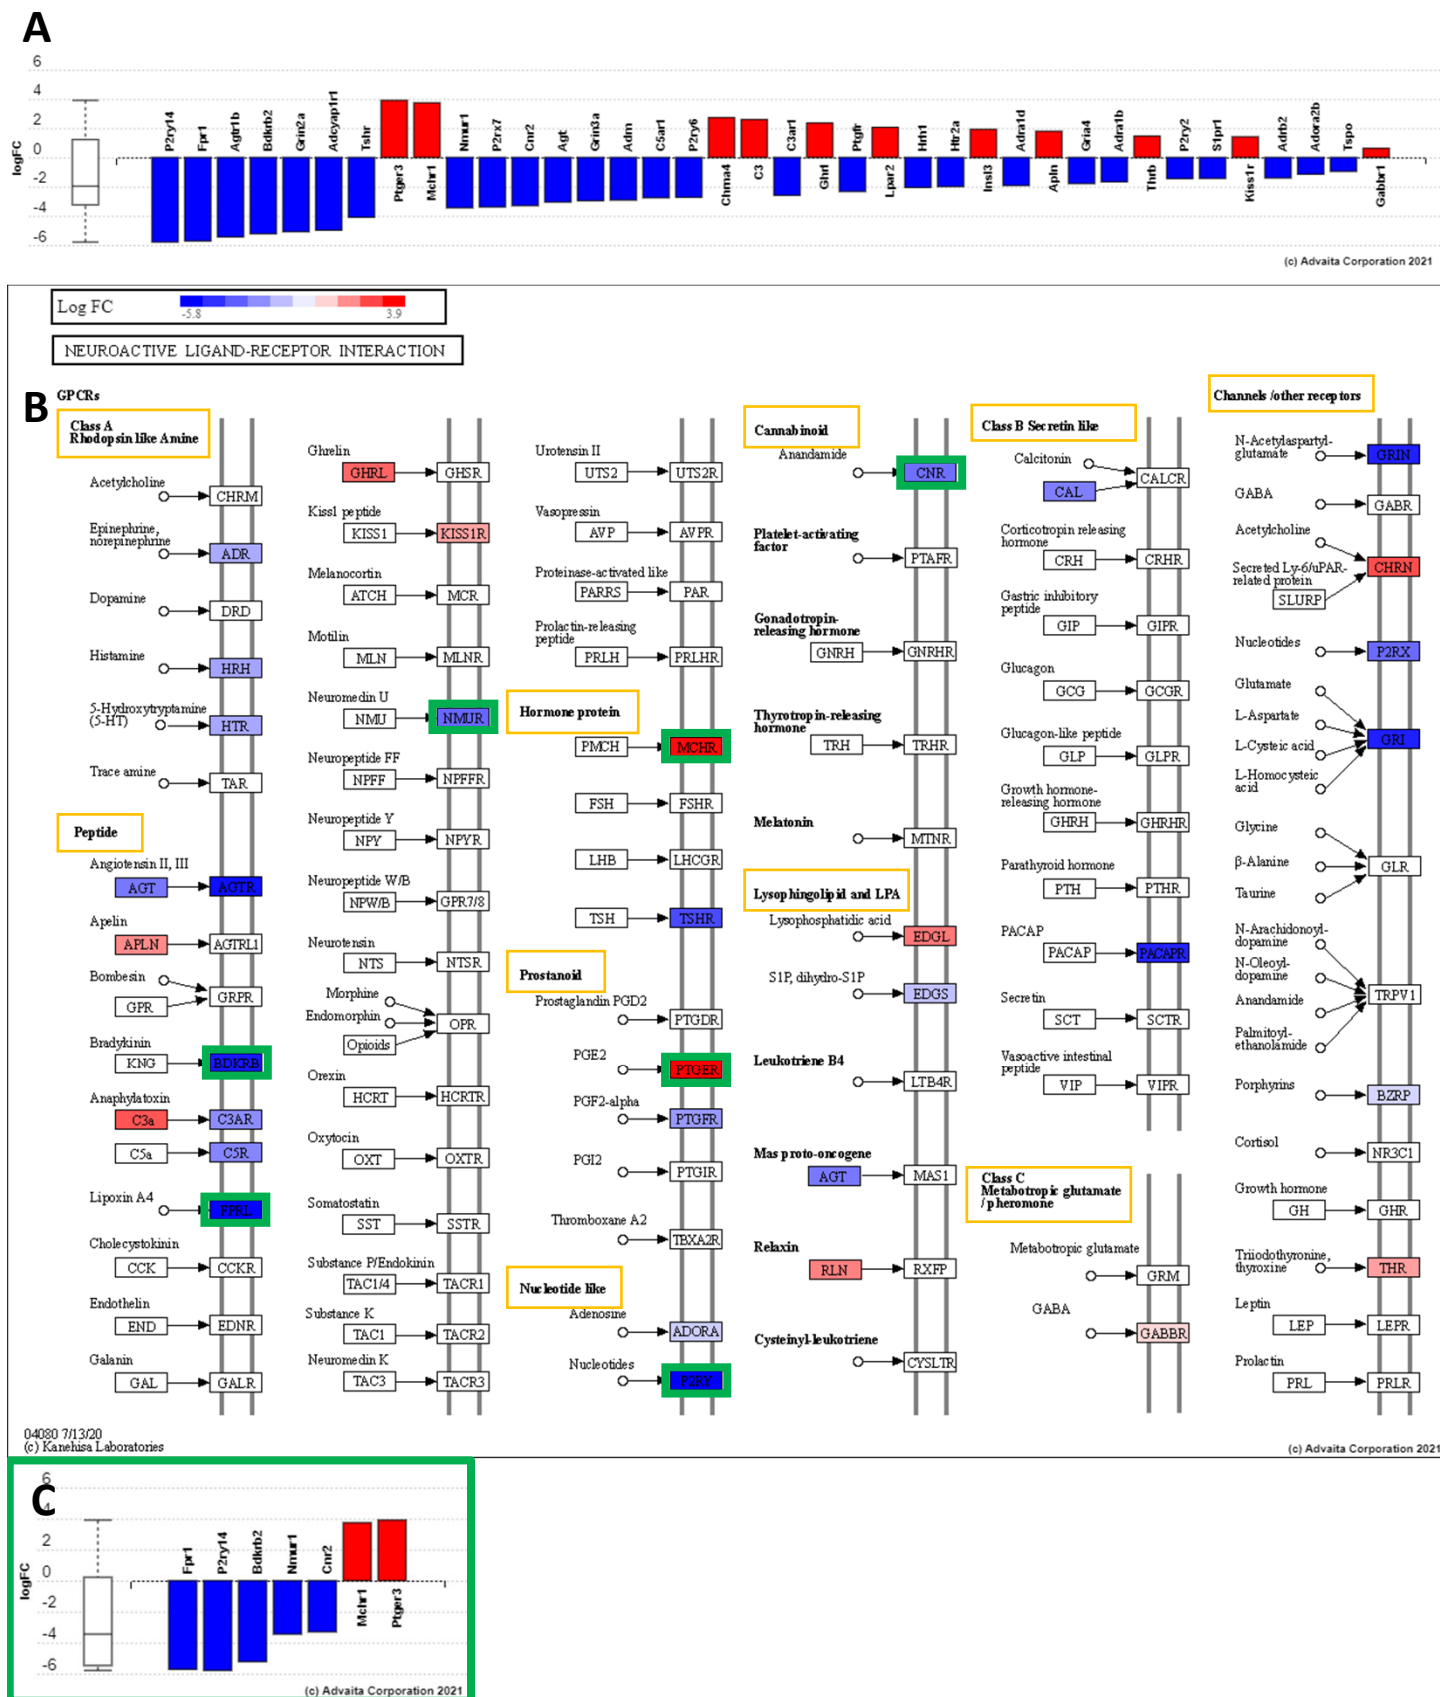 A
6
4
2
0
-2
-4
-6
logFC
P2ry14
Fpr1
Agtr1b
Bdkrb2
Grin2a
Adcyap1r1
Tshr
Ptger3
Mchr1
Nmur1
P2rx7
Cnr2
Agt
Grin3a
Adm
C5ar1
P2ry6
Chrna4
C3
C3ar1
Ghrl
Ptgfr
Lpar2
Hrh1
Htr2a
Insl3
Adra1d
Apln
Gria4
Adra1b
Thrb
P2ry2
S1pr1
Kiss1r
Adrb2
Adora2b
Tspo
Gabbr1
(c) Advaita Corporation 2021
Log FC
-5.8 3.9
NEUROACTIVE LIGAND-RECEPTOR INTERACTION
B
GPCRs
Class A
Rhodopsin like Amine
Acetylcholine
CHRM
Epinephrine,
norepinephrine
ADR
Dopamine
DRD
Histamine
HRH
5-Hydroxytryptamine
(5-HT)
HTR
Trace amine
TAR
Peptide
Angiotensin II, III
AGT AGTR
Apelin
APLN AGTRL1
Bombesin
GPR GRPR
Bradykinin
KNG BDKRB
Anaphylatoxin
C3a C3AR
C5a C5R
Lipoxin A4
FPRL
Cholecystokinin
CCK CCKR
Endothelin
END EDNR
Galanin
GAL GALR
Ghrelin
GHRL GHSR
Kiss1 peptide
KISS1 KISS1R
Melanocortin
ATCH MCR
Motilin
MLN MLNR
Neuromedin U
NMU NMUR
Neuropeptide FF
NPFF NPFFR
Neuropeptide Y
NPY NPYR
Neuropeptide W/B
NPW/B GPR7/8
Neurotensin
NTS NTSR
Morphine
Endomorphin
Opioids OPR
Orexin
HCRT HCRTR
Oxytocin
OXT OXTR
Somatostatin
SST SSTR
Substance P/Endokinin
TAC1/4 TACR1
Substance K
TAC1 TACR2
Neuromedin K
TAC3 TACR3
Urotensin II
UTS2 UTS2R
Vasopressin
AVP AVPR
Proteinase-activated like
PARRS PAR
Prolactin-releasing
peptide
PRLH PRLHR
Hormone protein
PMCH MCHR
FSH FSHR
LHB LHCGR
TSH TSHR
Prostanoid
Prostaglandin PGD2
PTGDR
PGE2
PTGER
PGF2-alpha
PTGFR
PGI2
PTGIR
Thromboxane A2
TBXA2R
Nucleotide like
Adenosine
ADORA
Nucleotides
P2RY
Cannabinoid
Anandamide
CNR
Platelet-activating
factor
PTAFR
Gonadotropin-
releasing hormone
GNRH GNRHR
Thyrotropin-releasing
hormone
TRH TRHR
Melatonin
MTNR
Lysophingolipid and LPA
Lysophosphatidic acid
EDGL
S1P, dihydro-S1P
EDGS
Leukotriene B4
LTB4R
Mas proto-oncogene
AGT MAS1
Relaxin
RLN RXFP
Cysteinyl-leukotriene
CYSLTR
Class B Secretin like
Calcitonin
CAL CALCR
Corticotropin releasing
hormone
CRH CRHR
Gastric inhibitory
peptide
GIP GIPR
Glucagon
GCG GCGR
Glucagon-like peptide
GLP GLPR
Growth hormone-
releasing hormone
GHRH GHRHR
Parathyroid hormone
PTH PTHR
PACAP
PACAP PACAPR
Secretin
SCT SCTR
Vasoactive intestinal
peptide
VIP VIPR
Class C
Metabotropic glutamate
/ pheromone
Metabotropic glutamate
GRM
GABA
GABBR
Channels /other receptors
N-Acetylaspartyl-
glutamate
GRIN
GABA
GABR
Acetylcholine
CHRN
Secreted Ly-6/uPAR-
related protein
SLURP
Nucleotides
P2RX
Glutamate
L-Aspartate
GRI
L-Cysteic acid
L-Homocysteic
acid
Glycine
β-Alanine
GLR
Taurine
N-Arachidonoyl-
dopamine
N-Oleoyl-
dopamine
TRPV1
Anandamide
Palmitoyl-
ethanolamide
Porphyrins
BZRP
Cortisol
NR3C1
Growth hormone
GH GHR
Triiodothyronine,
thyroxine
THR
Leptin
LEP LEPR
Prolactin
PRL PRLR
04080 7/13/20
(c) Kanehisa Laboratories
(c) Advaita Corporation 2021
C
6
4
2
0
-2
-4
-6
logFC
Fpr1
P2ry14
Bdkrb2
Nmur1
Cnr2
Mchr1
Ptger3
(c) Advaita Corporation 2021